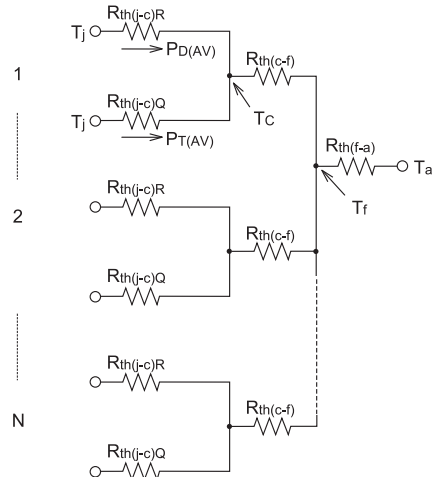 Tj Rth(j-c)R
PD(AV)
1
Rth(c-f)
Rth(j-c)Q
Tj
PT(AV)
TC
Rth(f-a)
Ta
Tf
Rth(j-c)R
2
Rth(c-f)
Rth(j-c)Q
Rth(j-c)R
N
Rth(c-f)
Rth(j-c)Q